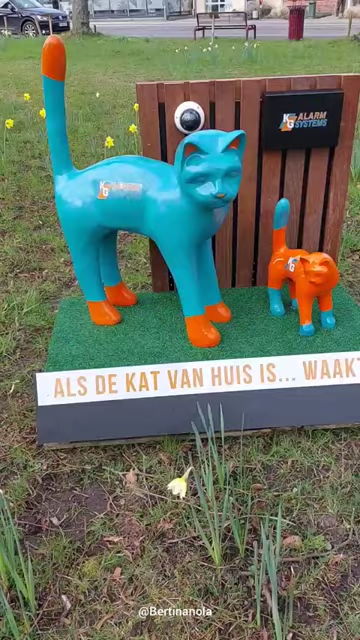 KG ALARM
SYSTEMS
ALS DE KAT VAN HUIS IS... WAAKT
@Bertinanola